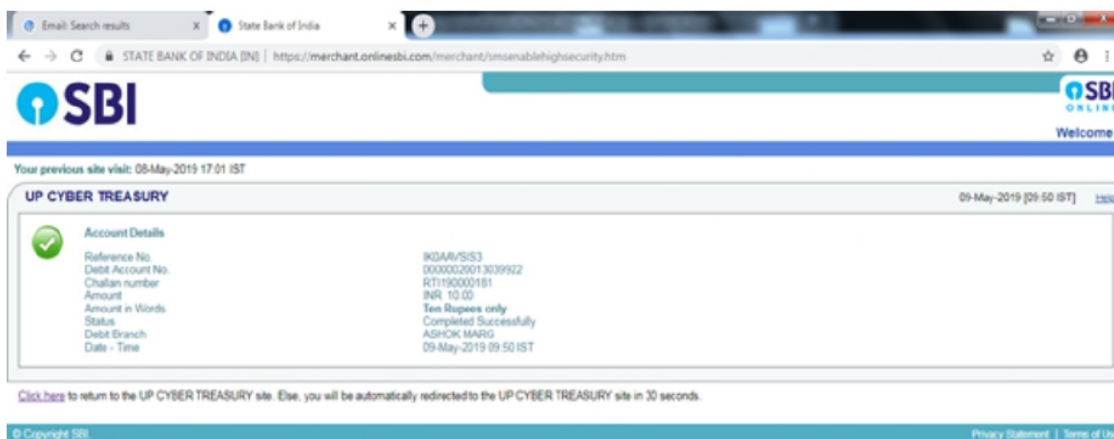 Email: Search results X State Bank of India X +
STATE BANK OF INDIA [IN] | https://merchant.onlinesbi.com/merchant/smsenablehighsecurity.htm
SBI
SBI
ONLINE
Welcome
Your previous site visit: 08-May-2019 17:01 IST
UP CYBER TREASURY 09-May-2019 [09:50 IST] Help
Account Details
Reference No. IK0AAVSIS3
Debit Account No. 00000020013039922
Challan number RTI190000181
Amount INR 10.00
Amount in Words Ten Rupees only
Status Completed Successfully
Debit Branch ASHOK MARG
Date - Time 09-May-2019 09:50 IST
Click here to return to the UP CYBER TREASURY site. Else, you will be automatically redirected to the UP CYBER TREASURY site in 30 seconds.
© Copyright SBI. Privacy Statement | Terms of Us